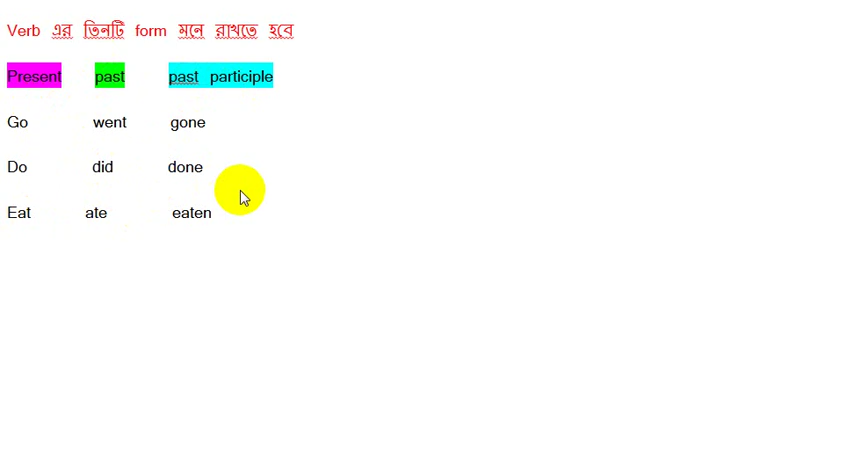 Verb এর তিনটি form মনে রাখতে হবে
Present past past participle
Go went gone
Do did done
Eat ate eaten